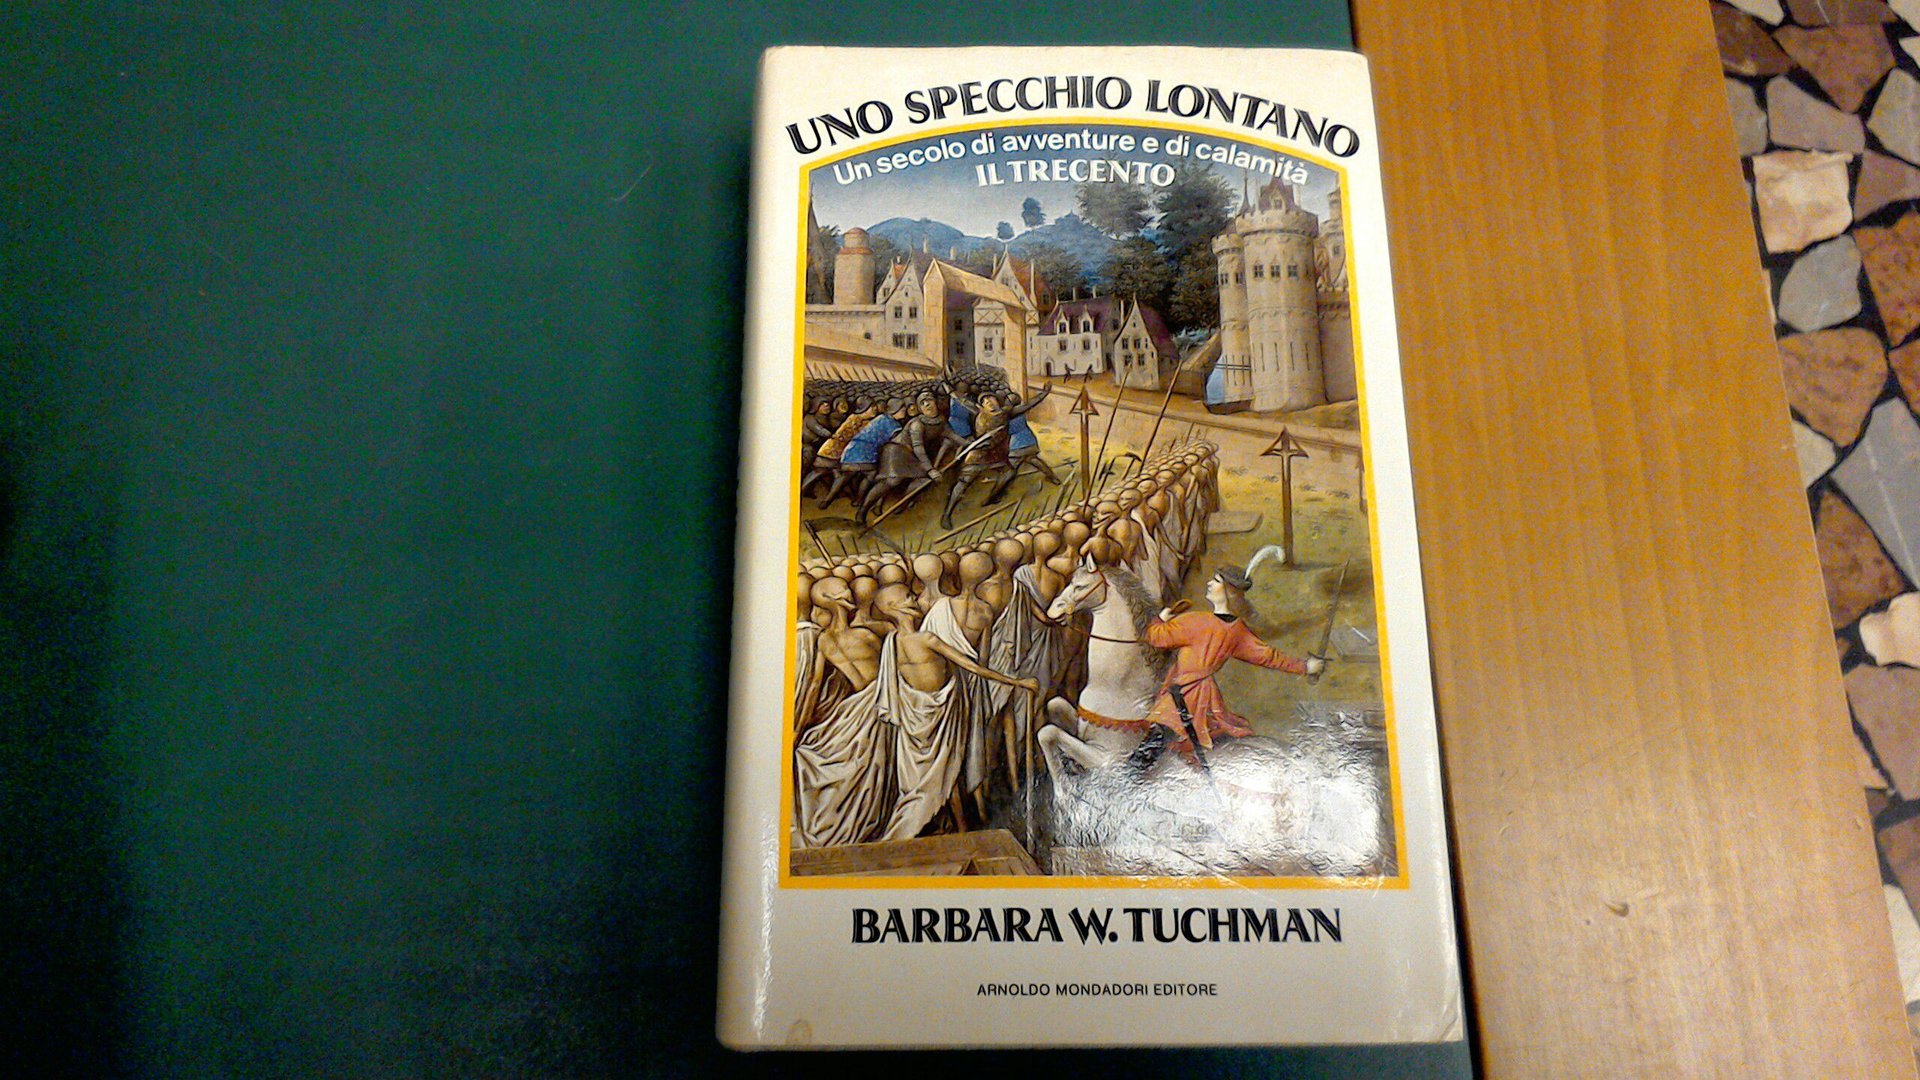 UNO SPECCHIO LONTANO
Un secolo di avventure e di calamità
IL TRECENTO
BARBARA W. TUCHMAN
ARNOLDO MONDADORI EDITORE